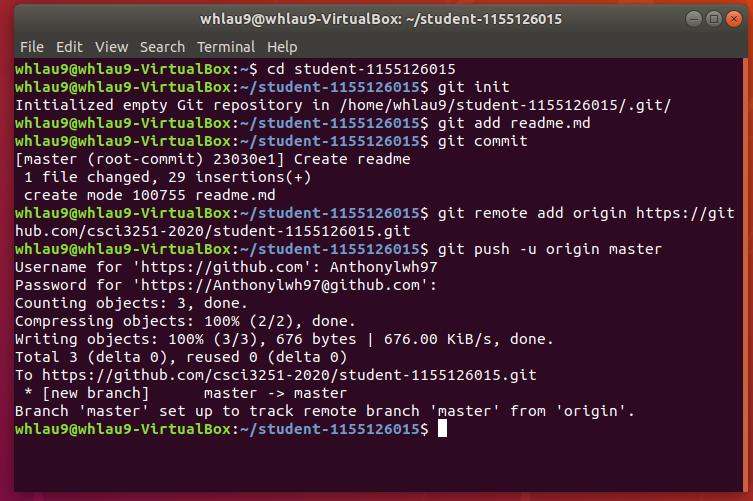 whlau9@whlau9-VirtualBox: ~/student-1155126015
File Edit View Search Terminal Help
whlau9@whlau9-VirtualBox:~$ cd student-1155126015
whlau9@whlau9-VirtualBox:~/student-1155126015$ git init
Initialized empty Git repository in /home/whlau9/student-1155126015/.git/
whlau9@whlau9-VirtualBox:~/student-1155126015$ git add readme.md
whlau9@whlau9-VirtualBox:~/student-1155126015$ git commit
[master (root-commit) 23030e1] Create readme
 1 file changed, 29 insertions(+)
 create mode 100755 readme.md
whlau9@whlau9-VirtualBox:~/student-1155126015$ git remote add origin https://git
hub.com/csci3251-2020/student-1155126015.git
whlau9@whlau9-VirtualBox:~/student-1155126015$ git push -u origin master
Username for 'https://github.com': Anthonylwh97
Password for 'https://Anthonylwh97@github.com':
Counting objects: 3, done.
Compressing objects: 100% (2/2), done.
Writing objects: 100% (3/3), 676 bytes | 676.00 KiB/s, done.
Total 3 (delta 0), reused 0 (delta 0)
To https://github.com/csci3251-2020/student-1155126015.git
 * [new branch]      master -> master
Branch 'master' set up to track remote branch 'master' from 'origin'.
whlau9@whlau9-VirtualBox:~/student-1155126015$